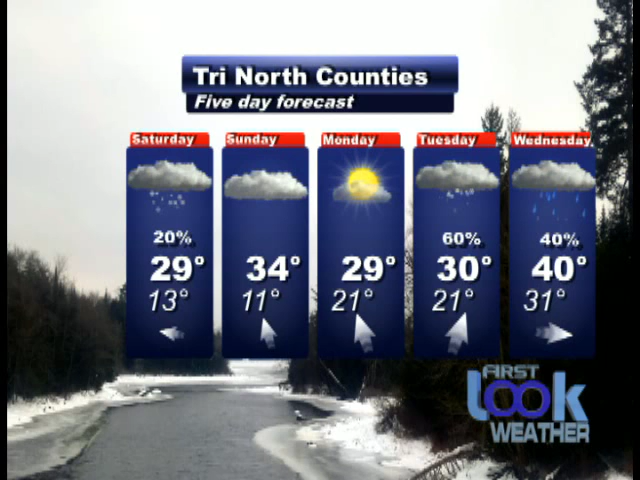 Tri North Counties
Five day forecast
Saturday Sunday Monday Tuesday Wednesday
20% 60% 40%
29° 34° 29° 30° 40°
13° 11° 21° 21° 31°
FIRST
Look
WEATHER